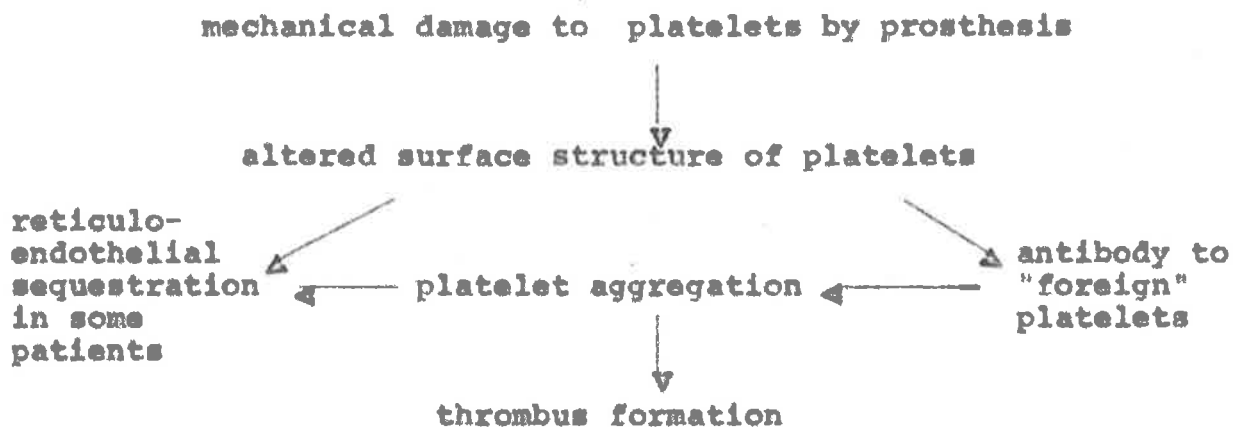 mechanical damage to platelets by prosthesis
altered surface structure of platelets
reticulo-
endothelial
sequestration
in some
patients
platelet aggregation
antibody to
"foreign"
platelets
thrombus formation